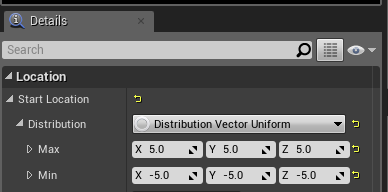 Details
Search
Location
Start Location
Distribution Distribution Vector Uniform
Max X 5.0 Y 5.0 Z 5.0
Min X -5.0 Y -5.0 Z -5.0